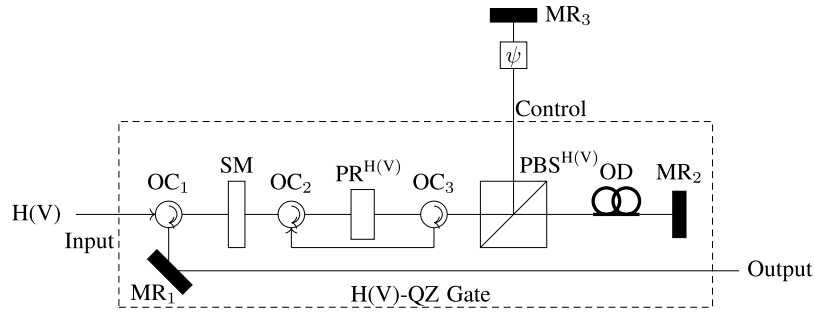 MR₃
ψ
Control
SM
PR^H(V)
PBS^H(V)
OC₁
OC₂
OC₃
OD
MR₂
H(V)
Input
MR₁
Output
H(V)-QZ Gate